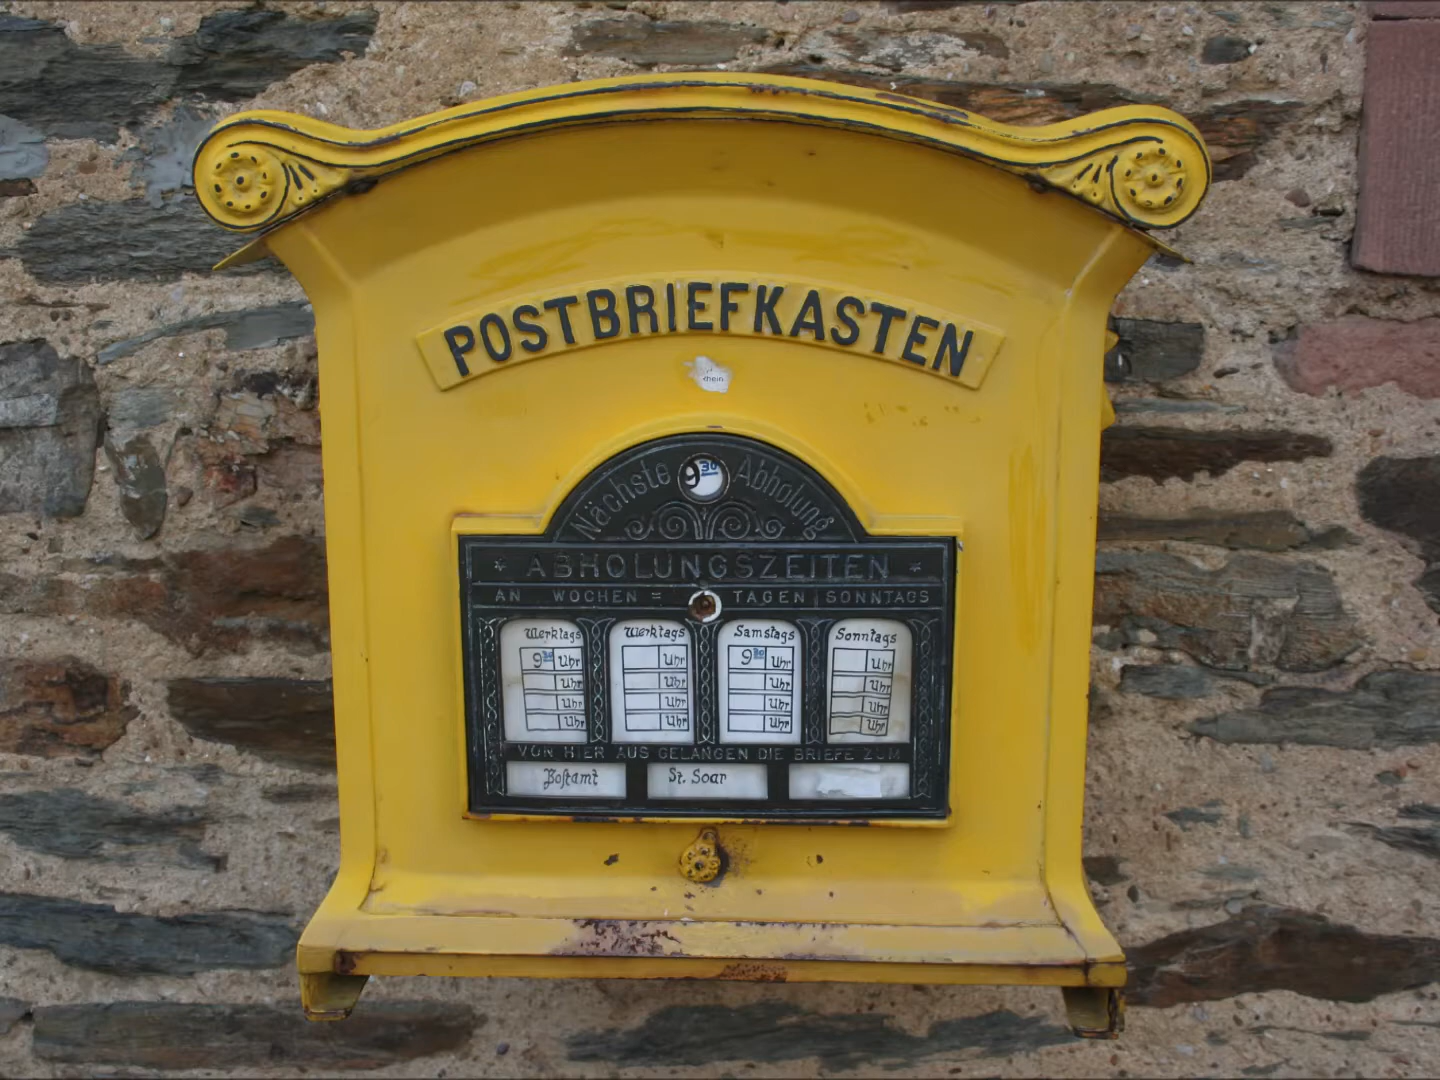 POSTBRIEFKASTEN
rhein
Nächste 9 30 Abholung
* ABHOLUNGSZEITEN *
AN WOCHEN = TAGEN SONNTAGS
Werktags Werktags Samstags Sonntags
9 30 Uhr Uhr 9 30 Uhr Uhr
Uhr Uhr Uhr Uhr
Uhr Uhr Uhr Uhr
Uhr Uhr Uhr Uhr
VON HIER AUS GELANGEN DIE BRIEFE ZUM
Postamt St. Goar